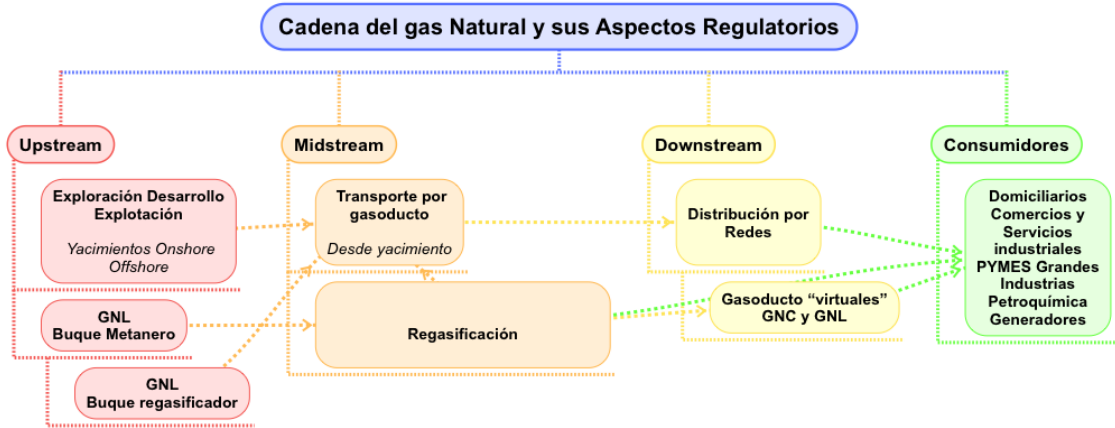 Cadena del gas Natural y sus Aspectos Regulatorios
Upstream
Exploración Desarrollo
Explotación
Yacimientos Onshore
Offshore
GNL
Buque Metanero
GNL
Buque regasificador
Midstream
Transporte por
gasoducto
Desde yacimiento
Regasificación
Downstream
Distribución por
Redes
Gasoducto “virtuales”
GNC y GNL
Consumidores
Domiciliarios
Comercios y
Servicios
industriales
PYMES Grandes
Industrias
Petroquímica
Generadores